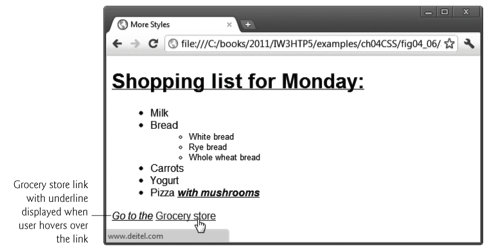 More Styles
file:///C:/books/2011/IW3HTP5/examples/ch04CSS/fig04_06/
Shopping list for Monday:
Milk
Bread
White bread
Rye bread
Whole wheat bread
Carrots
Yogurt
Pizza with mushrooms
Go to the Grocery store
www.deitel.com
Grocery store link
with underline
displayed when
user hovers over
the link